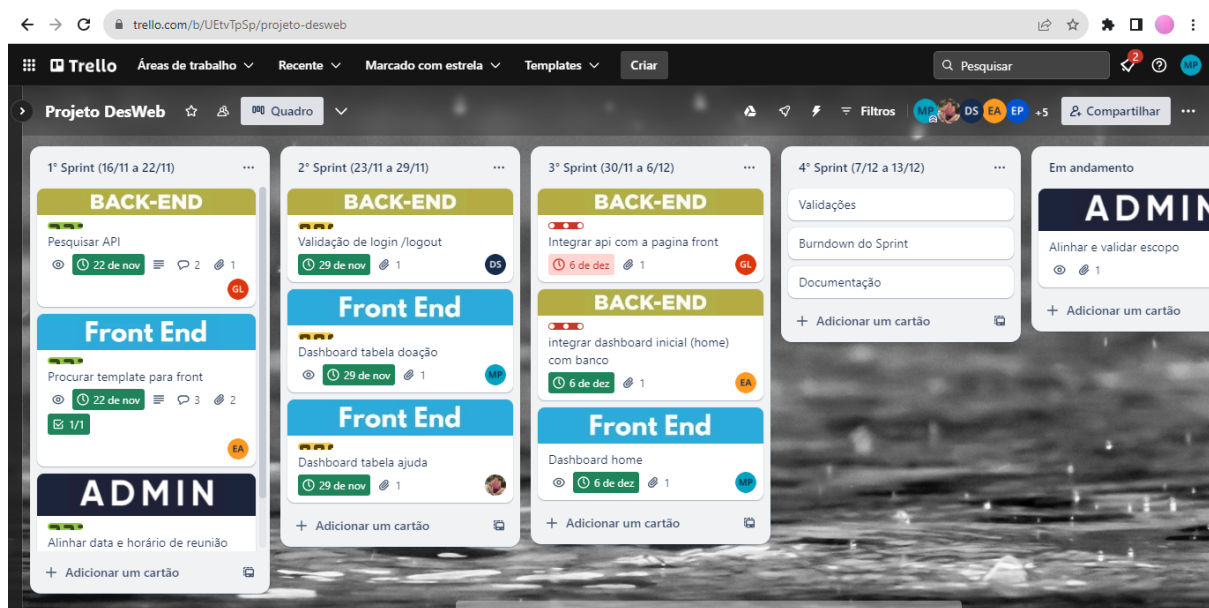 trello.com/b/UEtvTpSp/projeto-desweb
Trello Áreas de trabalho Recente Marcado com estrela Templates Criar Pesquisar 2 MP
Projeto DesWeb Quadro Filtros MP DS EA EP +5 Compartilhar
1° Sprint (16/11 a 22/11)
BACK-END
Pesquisar API
22 de nov 2 1
GL
Front End
Procurar template para front
22 de nov 3 2
1/1
EA
ADMIN
Alinhar data e horário de reunião
+ Adicionar um cartão
2° Sprint (23/11 a 29/11)
BACK-END
Validação de login /logout
29 de nov 1 DS
Front End
Dashboard tabela doação
29 de nov 1 MP
Front End
Dashboard tabela ajuda
29 de nov 1
+ Adicionar um cartão
3° Sprint (30/11 a 6/12)
BACK-END
Integrar api com a pagina front
6 de dez 1 GL
BACK-END
integrar dashboard inicial (home)
com banco
6 de dez 1 EA
Front End
Dashboard home
6 de dez 1 MP
+ Adicionar um cartão
4° Sprint (7/12 a 13/12)
Validações
Burndown do Sprint
Documentação
+ Adicionar um cartão
Em andamento
ADMIN
Alinhar e validar escopo
1
+ Adicionar um cartão